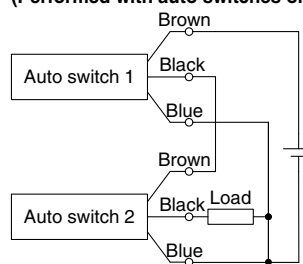 Brown
Black
Auto switch 1
Blue
Brown
Black Load
Auto switch 2
Blue